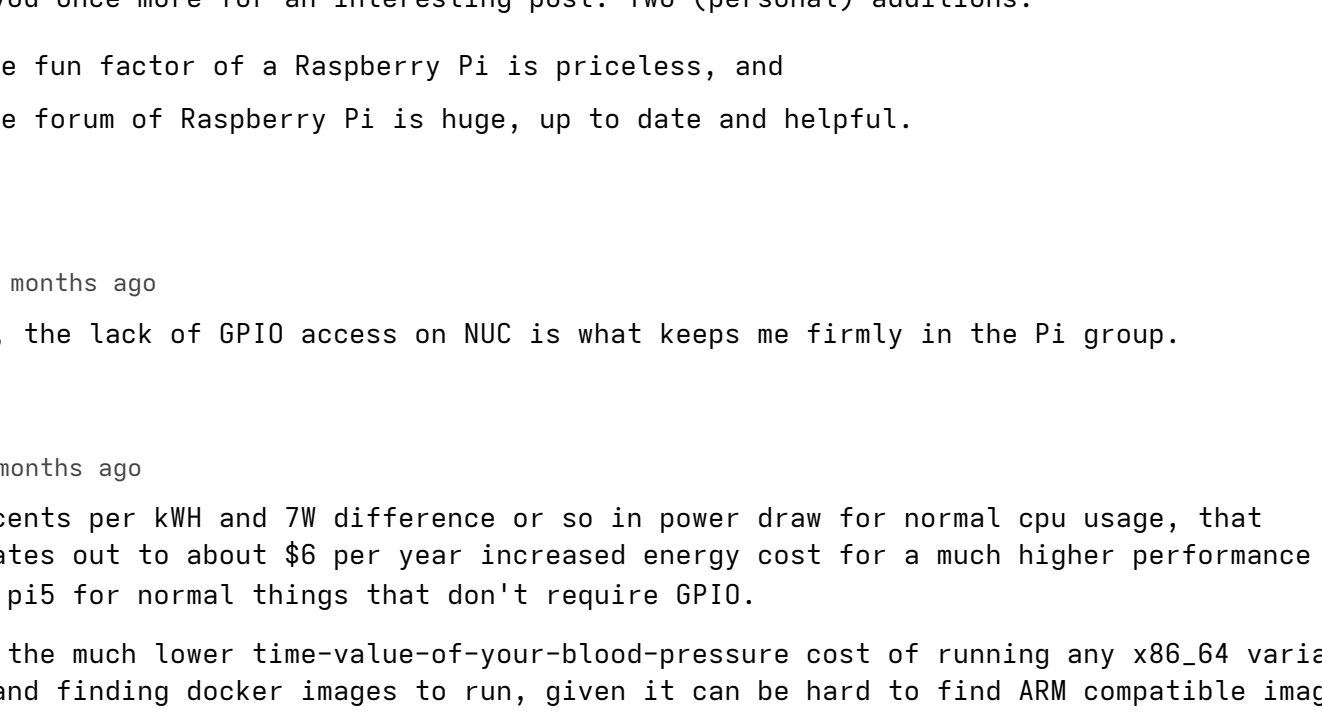 you once more for an interesting post. Two (personal) additions:
e fun factor of a Raspberry Pi is priceless, and
e forum of Raspberry Pi is huge, up to date and helpful.
months ago
, the lack of GPIO access on NUC is what keeps me firmly in the Pi group.
months ago
cents per kWH and 7W difference or so in power draw for normal cpu usage, that
ates out to about $6 per year increased energy cost for a much higher performance
pi5 for normal things that don't require GPIO.
the much lower time-value-of-your-blood-pressure cost of running any x86_64 varia
and finding docker images to run, given it can be hard to find ARM compatible imag